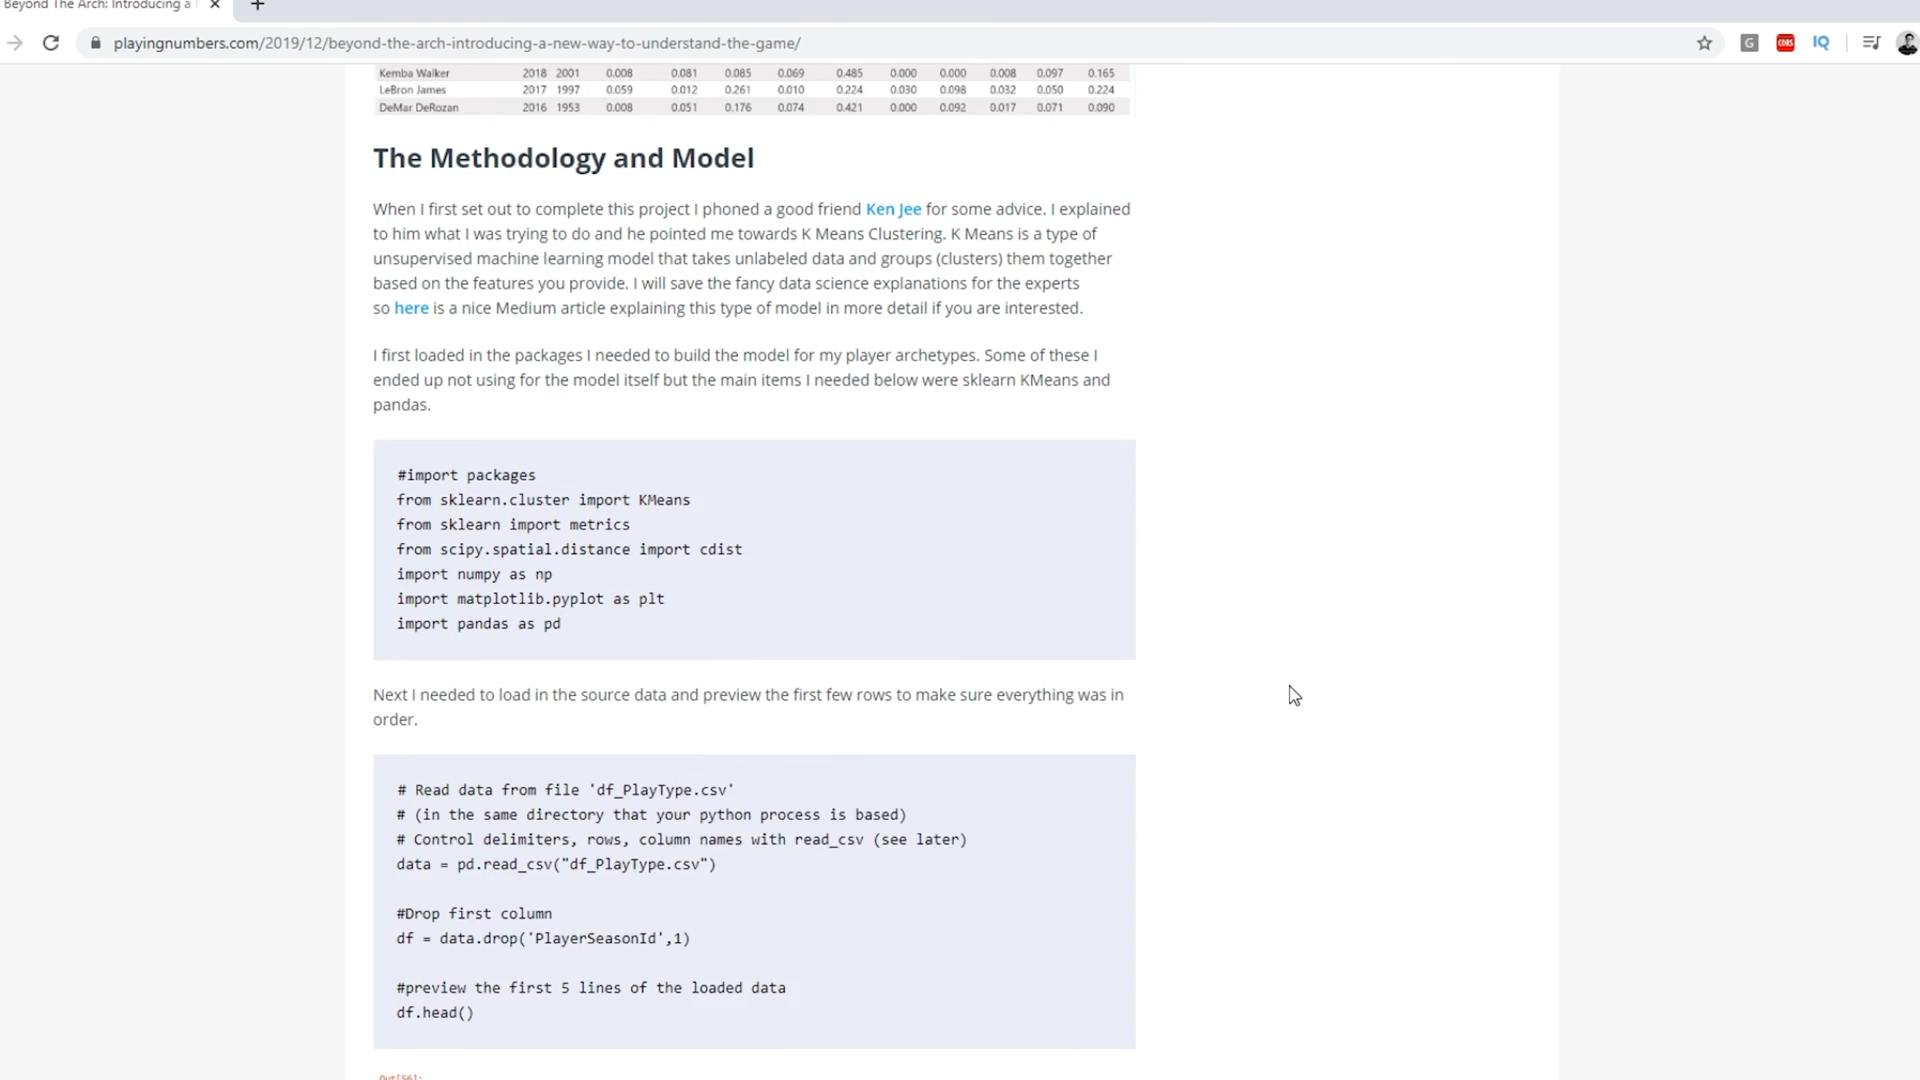 Beyond The Arch: Introducing a
playingnumbers.com/2019/12/beyond-the-arch-introducing-a-new-way-to-understand-the-game/
G CORS IQ
Kemba Walker 2018 2001 0.008 0.081 0.085 0.069 0.485 0.000 0.000 0.008 0.097 0.165
LeBron James 2017 1997 0.059 0.012 0.261 0.010 0.224 0.030 0.098 0.032 0.050 0.224
DeMar DeRozan 2016 1953 0.008 0.051 0.176 0.074 0.421 0.000 0.092 0.017 0.071 0.090
The Methodology and Model
When I first set out to complete this project I phoned a good friend Ken Jee for some advice. I explained
to him what I was trying to do and he pointed me towards K Means Clustering. K Means is a type of
unsupervised machine learning model that takes unlabeled data and groups (clusters) them together
based on the features you provide. I will save the fancy data science explanations for the experts
so here is a nice Medium article explaining this type of model in more detail if you are interested.
I first loaded in the packages I needed to build the model for my player archetypes. Some of these I
ended up not using for the model itself but the main items I needed below were sklearn KMeans and
pandas.
#import packages
from sklearn.cluster import KMeans
from sklearn import metrics
from scipy.spatial.distance import cdist
import numpy as np
import matplotlib.pyplot as plt
import pandas as pd
Next I needed to load in the source data and preview the first few rows to make sure everything was in
order.
# Read data from file 'df_PlayType.csv'
# (in the same directory that your python process is based)
# Control delimiters, rows, column names with read_csv (see later)
data = pd.read_csv("df_PlayType.csv")
#Drop first column
df = data.drop('PlayerSeasonId',1)
#preview the first 5 lines of the loaded data
df.head()
Out[56]: